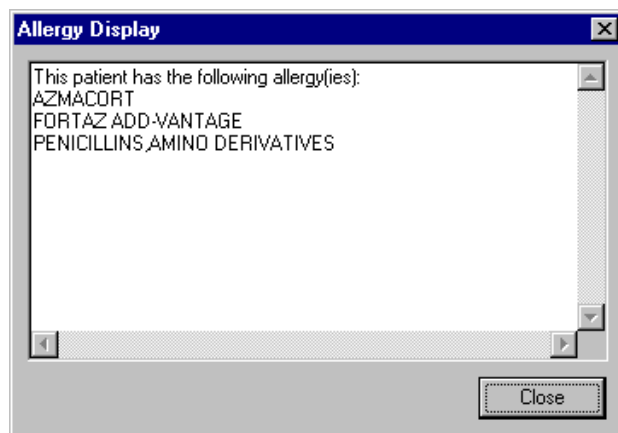 Allergy Display
This patient has the following allergy(ies):
AZMACORT
FORTAZ ADD-VANTAGE
PENICILLINS,AMINO DERIVATIVES
Close